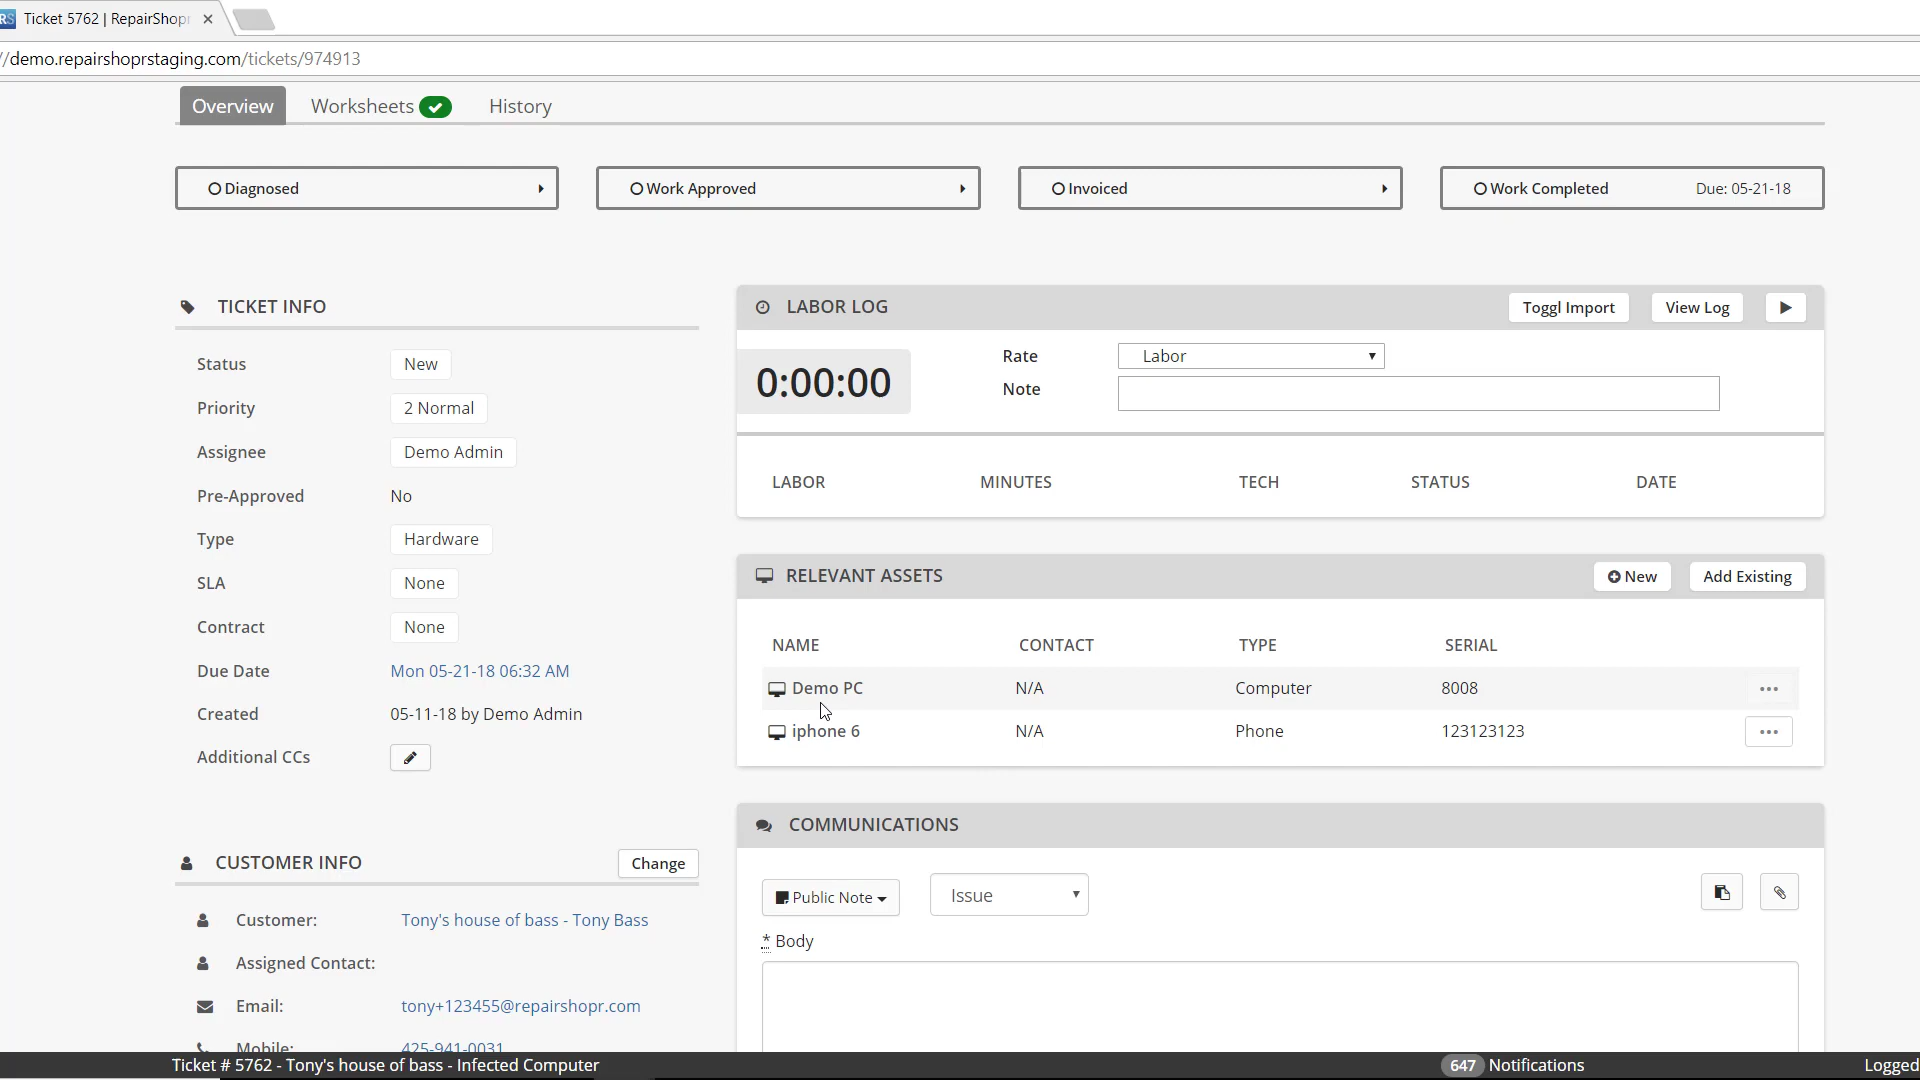 RS Ticket 5762 | RepairShopr
//demo.repairshoprstaging.com/tickets/974913
Overview Worksheets History
Diagnosed Work Approved Invoiced Work Completed Due: 05-21-18
TICKET INFO
Status New
Priority 2 Normal
Assignee Demo Admin
Pre-Approved No
Type Hardware
SLA None
Contract None
Due Date Mon 05-21-18 06:32 AM
Created 05-11-18 by Demo Admin
Additional CCs
CUSTOMER INFO Change
Customer: Tony's house of bass - Tony Bass
Assigned Contact:
Email: tony+123455@repairshopr.com
Mobile: 425-941-0031
LABOR LOG Toggl Import View Log
0:00:00
Rate Labor
Note
LABOR MINUTES TECH STATUS DATE
RELEVANT ASSETS New Add Existing
NAME CONTACT TYPE SERIAL
Demo PC N/A Computer 8008
iphone 6 N/A Phone 123123123
COMMUNICATIONS
Public Note Issue
* Body
Ticket # 5762 - Tony's house of bass - Infected Computer 647 Notifications Logged